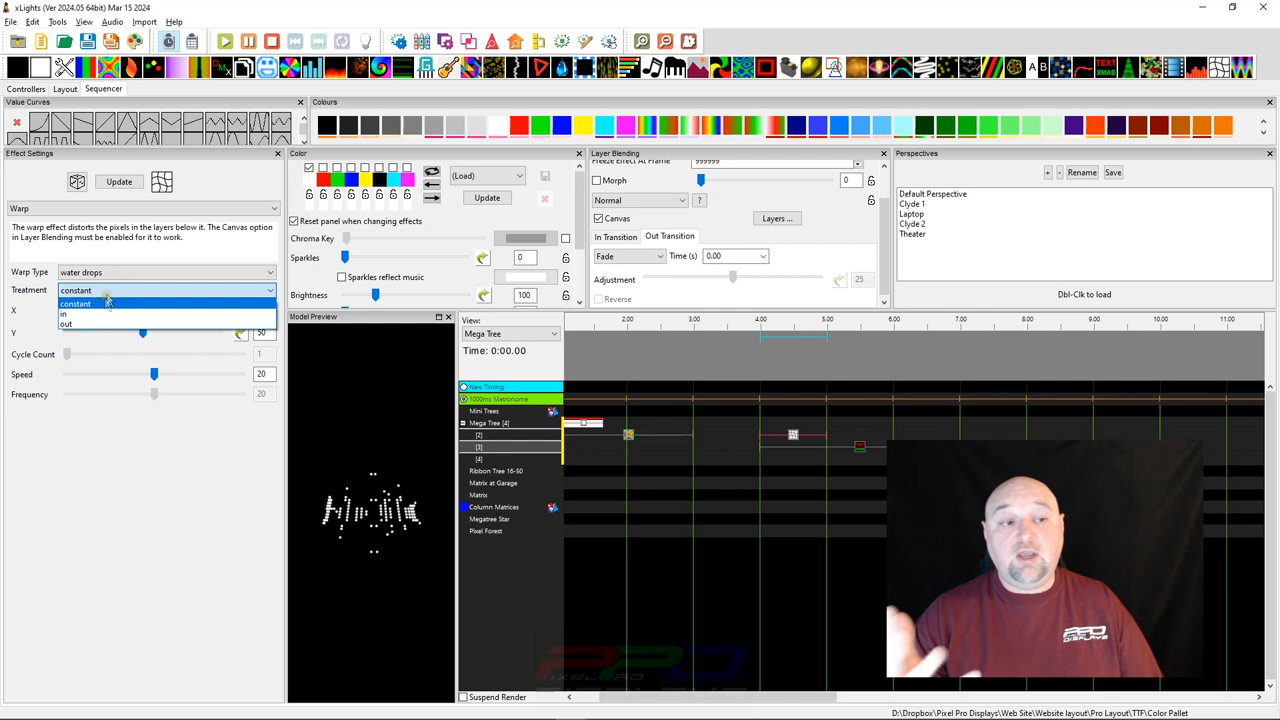 xLights (Ver 2024.05 64bit) Mar 15 2024
File Edit Tools View Audio Import Help
Controllers Layout Sequencer
Value Curves
Colours
Effect Settings
Update
Warp
The warp effect distorts the pixels in the layers below it. The Canvas option
in Layer Blending must be enabled for it to work.
Warp Type water drops
Treatment constant
constant
in
out
X
Y 50
Cycle Count 1
Speed 20
Frequency 20
Color
(Load)
Update
Reset panel when changing effects
Chroma Key
Sparkles 0
Sparkles reflect music
Brightness 100
Layer Blending
Freeze Effect At Frame 999999
Morph 0
Normal ?
Canvas Layers ...
In Transition Out Transition
Fade Time (s) 0.00
Adjustment 25
Reverse
Perspectives
+ - Rename Save
Default Perspective
Clyde 1
Laptop
Clyde 2
Theater
Dbl-Clk to load
Model Preview
View:
Mega Tree
Time: 0:00.00
2.00 3.00 4.00 5.00 6.00 7.00 8.00 9.00 10.00 11.00
New Timing
1000ms Metronome
Mini Trees
Mega Tree [4]
[2]
[3]
[4]
Ribbon Tree 16-50
Matrix at Garage
Matrix
Column Matrices
Megatree Star
Pixel Forest
PPD
DISPLAYS
PPD
PIXEL PRO
Suspend Render
D:\Dropbox\Pixel Pro Displays\Web Site\Website layout\Pro Layout\TTF\Color Pallet